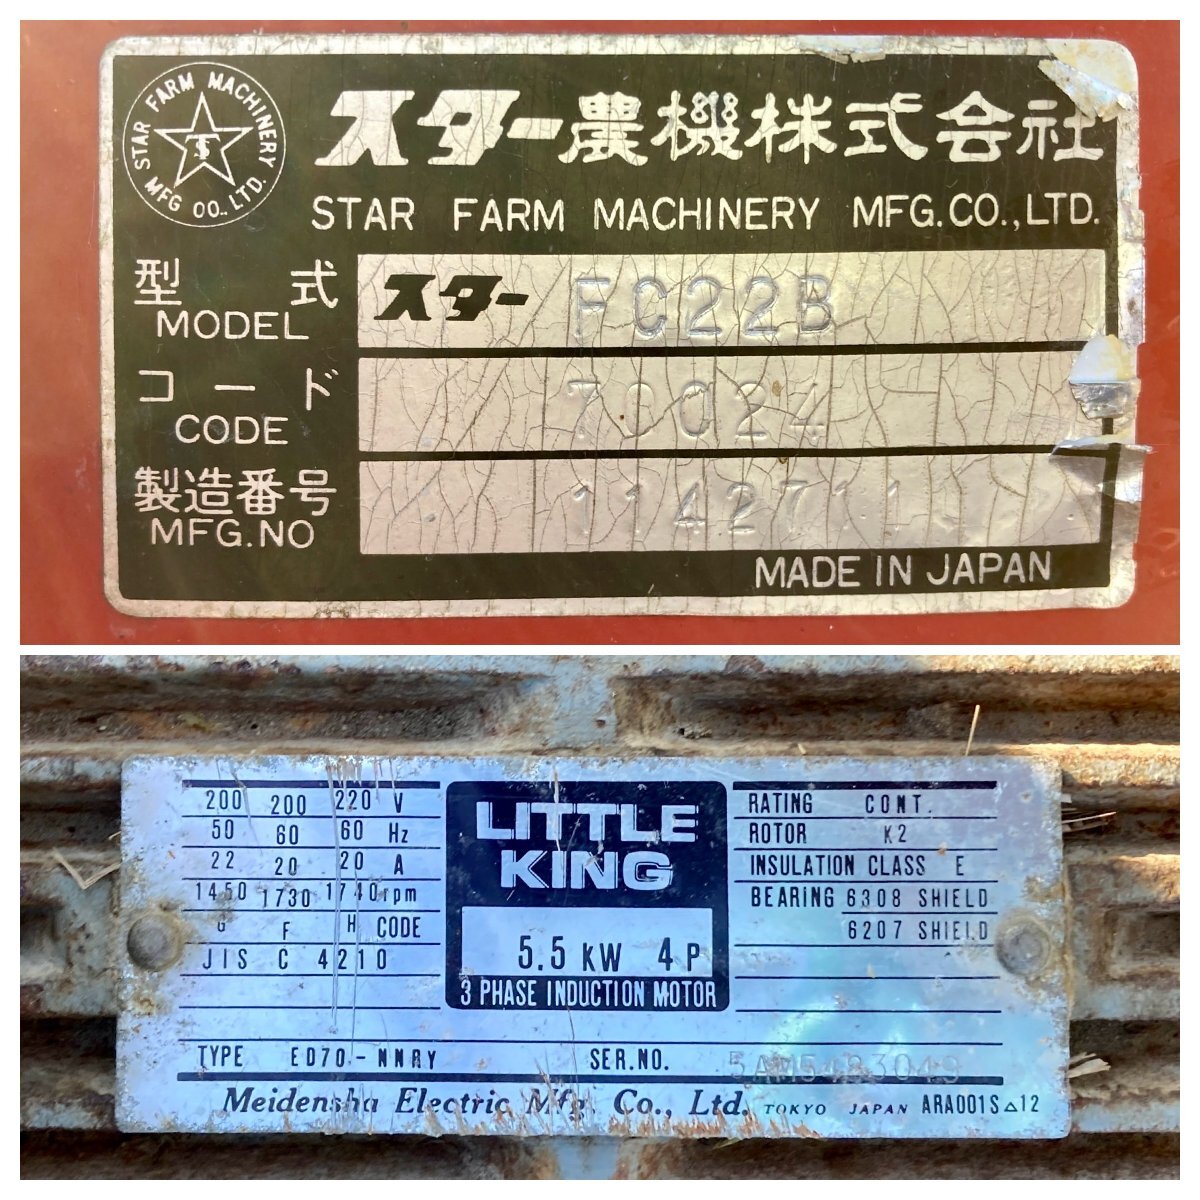 STAR FARM MACHINERY MFG CO., LTD.
スター農機株式会社
STAR FARM MACHINERY MFG.CO.,LTD.
型式 スター FC22B
MODEL
コード 70024
CODE
製造番号
MFG.NO
MADE IN JAPAN
200 200 220 V
50 60 60 Hz
22 20 20 A
1450 1730 1740 rpm
G F H CODE
JIS C 4210
LITTLE
KING
5.5 kW 4 P
3 PHASE INDUCTION MOTOR
RATING CONT.
ROTOR K2
INSULATION CLASS E
BEARING 6308 SHIELD
6207 SHIELD
TYPE ED70-NNRY SER.NO.
Meidensha Electric Mfg. Co., Ltd. TOKYO JAPAN ARA001S△12